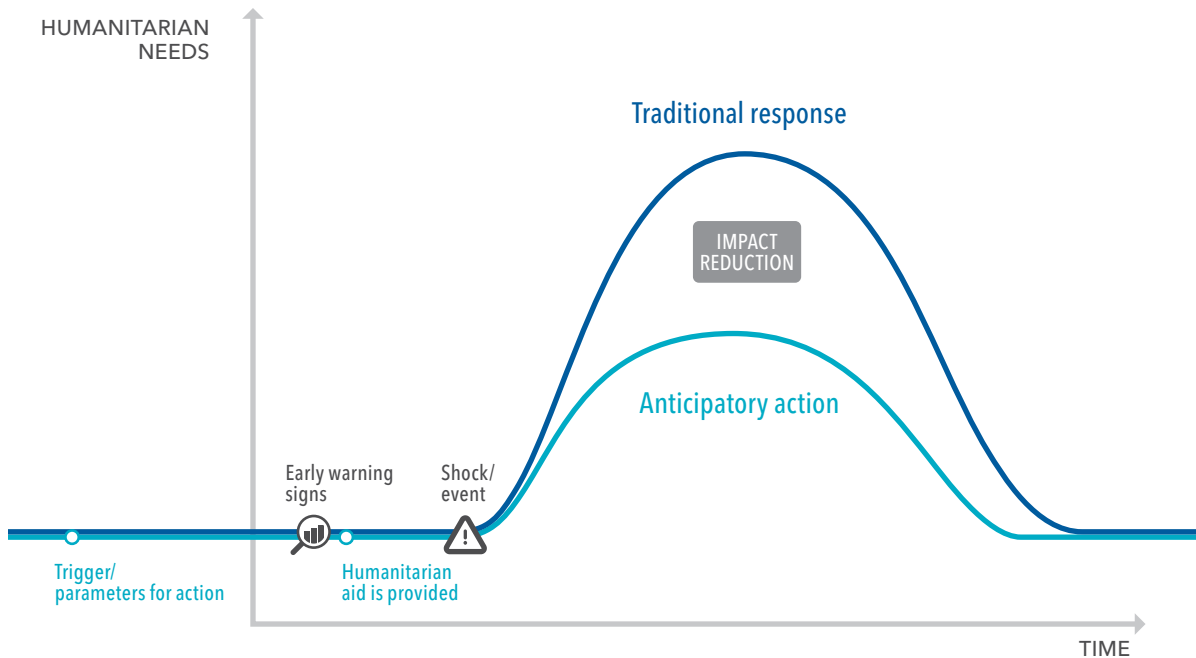 HUMANITARIAN
NEEDS
Traditional response
IMPACT
REDUCTION
Anticipatory action
Early warning
signs
Shock/
event
!
Trigger/
parameters for action
Humanitarian
aid is provided
TIME